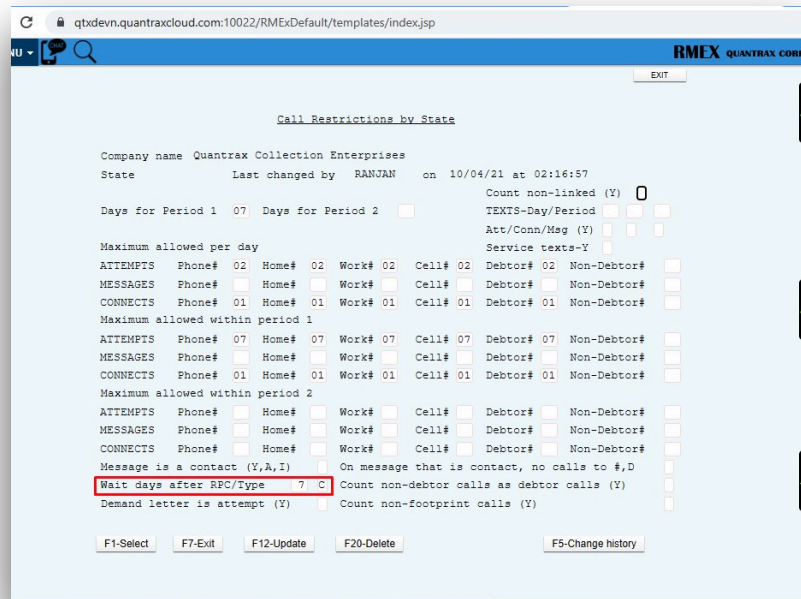 qtxdevn.quantraxcloud.com:10022/RMExDefault/templates/index.jsp
NU CHAT RMEX QUANTRAX COR
EXIT
Call Restrictions by State
Company name Quantrax Collection Enterprises
State Last changed by RANJAN on 10/04/21 at 02:16:57
Count non-linked (Y)
Days for Period 1 07 Days for Period 2 TEXTS-Day/Period
Att/Conn/Msg (Y)
Maximum allowed per day Service texts-Y
ATTEMPTS Phone# 02 Home# 02 Work# 02 Cell# 02 Debtor# 02 Non-Debtor#
MESSAGES Phone# Home# Work# Cell# Debtor# Non-Debtor#
CONNECTS Phone# 01 Home# 01 Work# 01 Cell# 01 Debtor# 01 Non-Debtor#
Maximum allowed within period 1
ATTEMPTS Phone# 07 Home# 07 Work# 07 Cell# 07 Debtor# 07 Non-Debtor#
MESSAGES Phone# Home# Work# Cell# Debtor# Non-Debtor#
CONNECTS Phone# 01 Home# 01 Work# 01 Cell# 01 Debtor# 01 Non-Debtor#
Maximum allowed within period 2
ATTEMPTS Phone# Home# Work# Cell# Debtor# Non-Debtor#
MESSAGES Phone# Home# Work# Cell# Debtor# Non-Debtor#
CONNECTS Phone# Home# Work# Cell# Debtor# Non-Debtor#
Message is a contact (Y,A,I) On message that is contact, no calls to #,D
Wait days after RPC/Type 7 C Count non-debtor calls as debtor calls (Y)
Demand letter is attempt (Y) Count non-footprint calls (Y)
F1-Select F7-Exit F12-Update F20-Delete F5-Change history